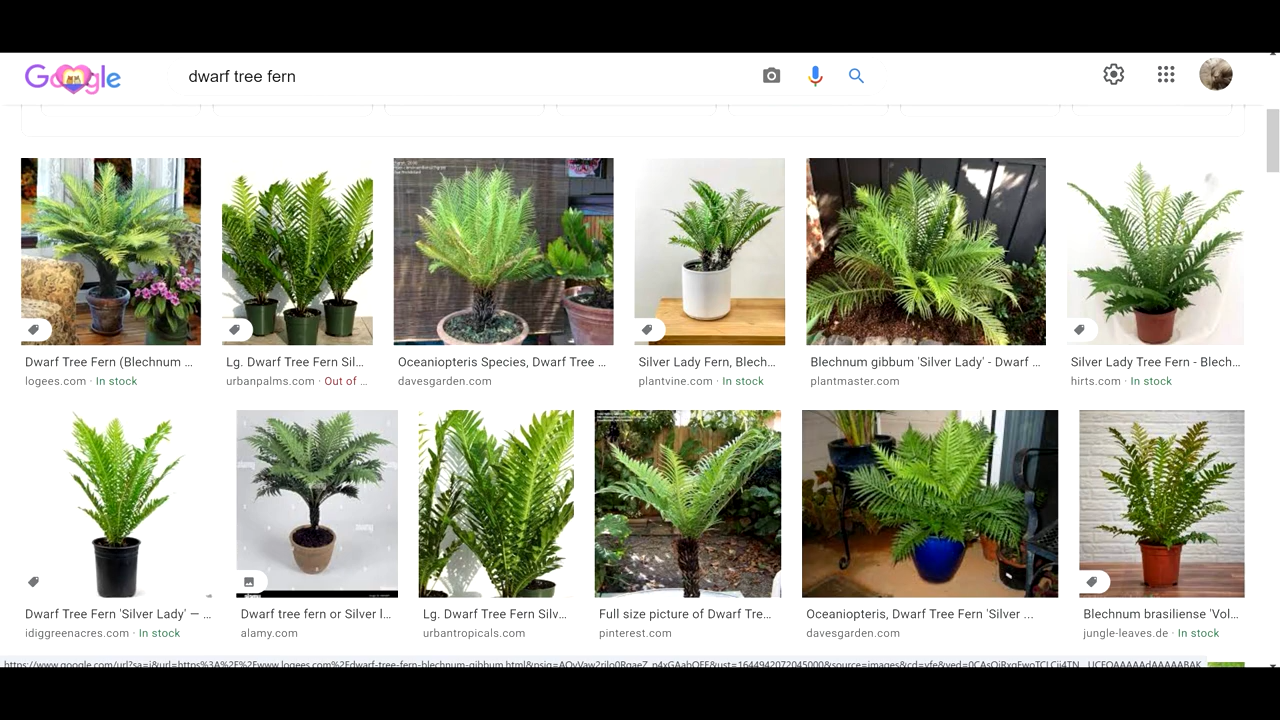 Google
dwarf tree fern
Dwarf Tree Fern (Blechnum ...
logees.com · In stock
Lg. Dwarf Tree Fern Sil...
urbanpalms.com · Out of ...
Oceaniopteris Species, Dwarf Tree ...
davesgarden.com
Silver Lady Fern, Blech...
plantvine.com · In stock
Blechnum gibbum 'Silver Lady' - Dwarf ...
plantmaster.com
Silver Lady Tree Fern - Blech...
hirts.com · In stock
alamy
Dwarf Tree Fern 'Silver Lady' — ...
idiggreenacres.com · In stock
Dwarf tree fern or Silver l...
alamy.com
Lg. Dwarf Tree Fern Silv...
urbantropicals.com
Full size picture of Dwarf Tre...
pinterest.com
Oceaniopteris, Dwarf Tree Fern 'Silver ...
davesgarden.com
Blechnum brasiliense 'Vol...
jungle-leaves.de · In stock